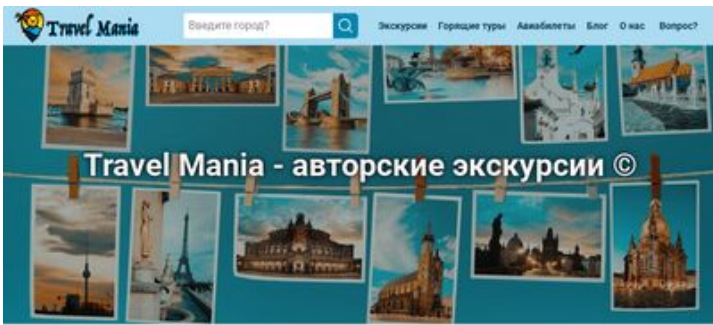 Travel Mania
Введите город?
Экскурсии Горящие туры Авиабилеты Блог О нас Вопрос?
Travel Mania - авторские экскурсии ©